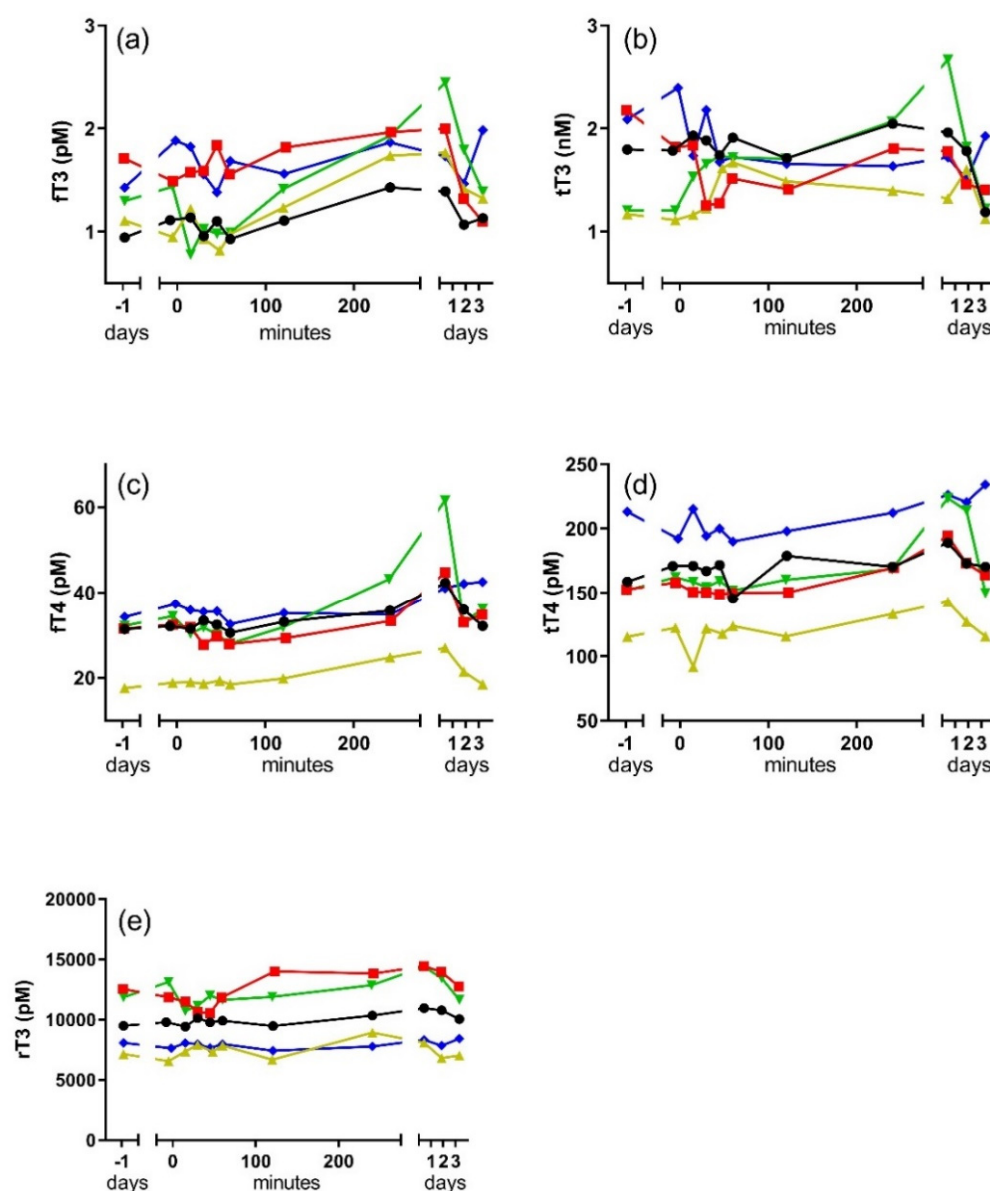 (a)
fT3 (pM)
3
2
1
-1 0 100 200 123
days minutes days
(b)
tT3 (nM)
3
2
1
-1 0 100 200 123
days minutes days
(c)
fT4 (pM)
60
40
20
-1 0 100 200 123
days minutes days
(d)
tT4 (pM)
250
200
150
100
50
-1 0 100 200 123
days minutes days
(e)
rT3 (pM)
20000
15000
10000
5000
0
-1 0 100 200 123
days minutes days